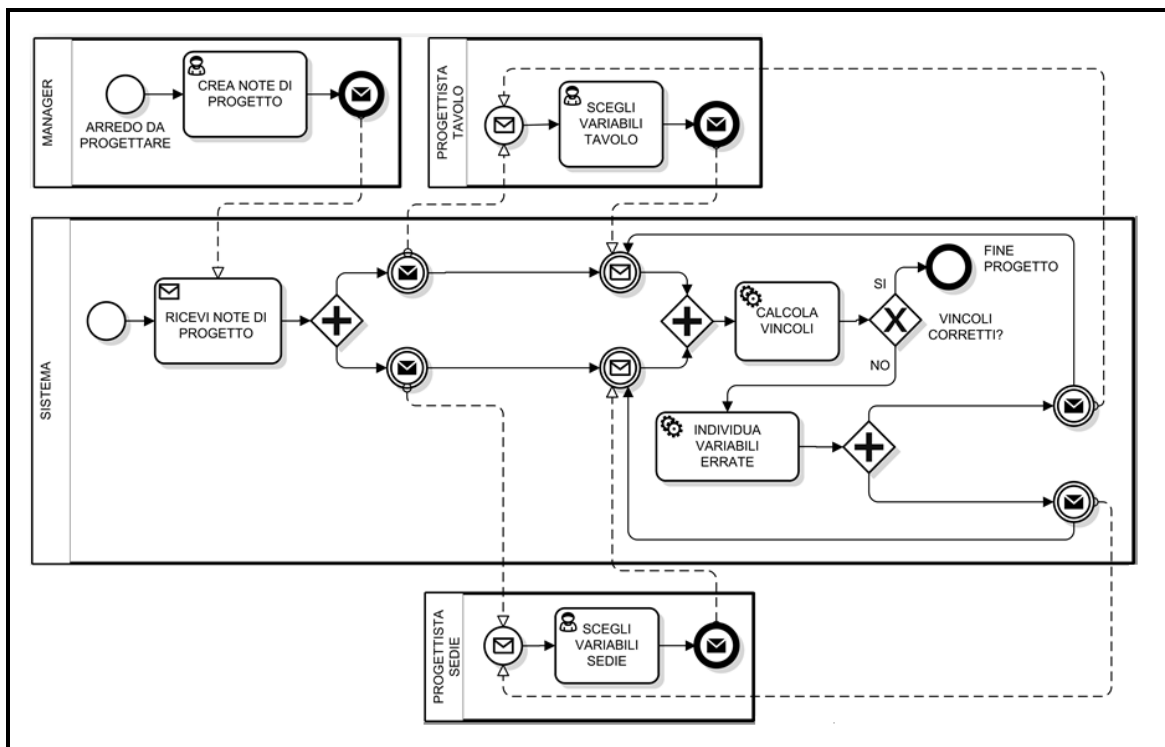 MANAGER
ARREDO DA
PROGETTARE
CREA NOTE DI
PROGETTO
PROGETTISTA
TAVOLO
SCEGLI
VARIABILI
TAVOLO
SISTEMA
RICEVI NOTE DI
PROGETTO
CALCOLA
VINCOLI
SI
FINE
PROGETTO
VINCOLI
CORRETTI?
NO
INDIVIDUA
VARIABILI
ERRATE
PROGETTISTA
SEDIE
SCEGLI
VARIABILI
SEDIE